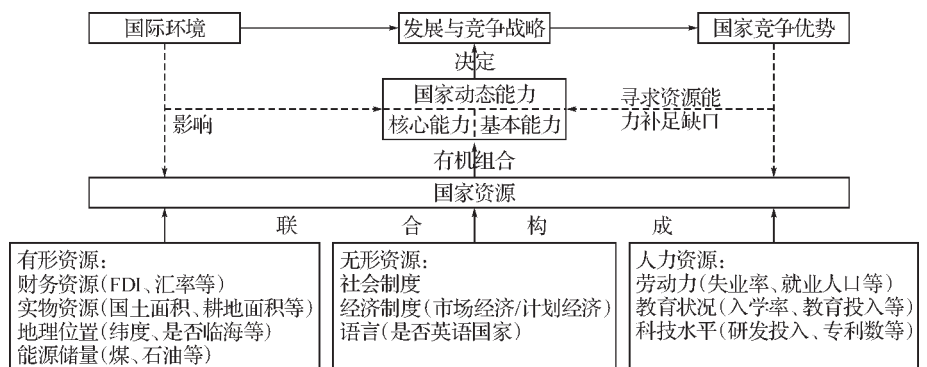 国际环境
发展与竞争战略
国家竞争优势
决定
国家动态能力
核心能力
基本能力
影响
寻求资源能
力补足缺口
有机组合
国家资源
联 合 构 成
有形资源：
财务资源(FDI、汇率等)
实物资源(国土面积、耕地面积等)
地理位置(纬度、是否临海等)
能源储量(煤、石油等)
无形资源：
社会制度
经济制度(市场经济/计划经济)
语言(是否英语国家)
人力资源：
劳动力(失业率、就业人口等)
教育状况(入学率、教育投入等)
科技水平(研发投入、专利数等)